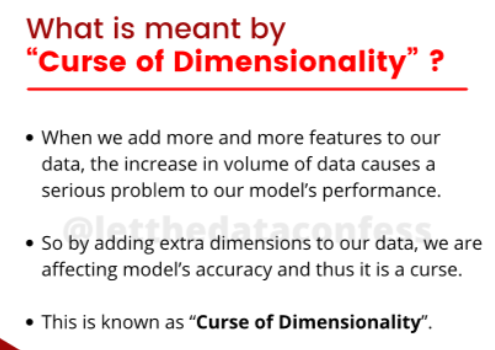 What is meant by
“Curse of Dimensionality” ?
• When we add more and more features to our
data, the increase in volume of data causes a
serious problem to our model’s performance.
@letthedataconfess
• So by adding extra dimensions to our data, we are
affecting model’s accuracy and thus it is a curse.
• This is known as “Curse of Dimensionality”.